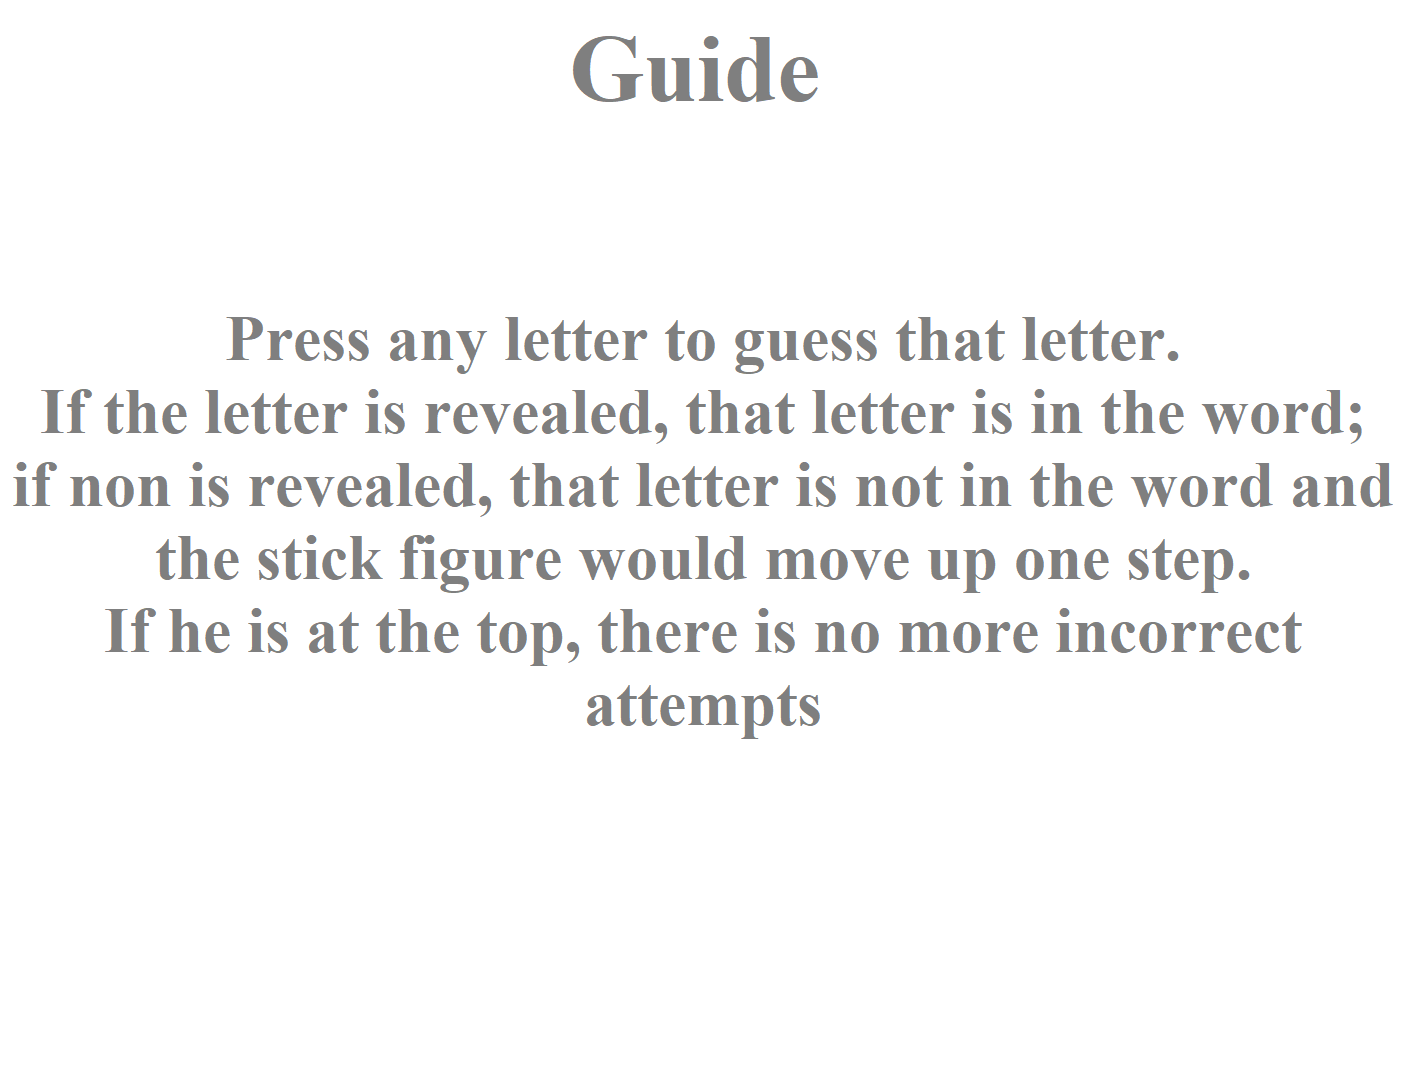 Guide
Press any letter to guess that letter.
If the letter is revealed, that letter is in the word;
if non is revealed, that letter is not in the word and
the stick figure would move up one step.
If he is at the top, there is no more incorrect
attempts